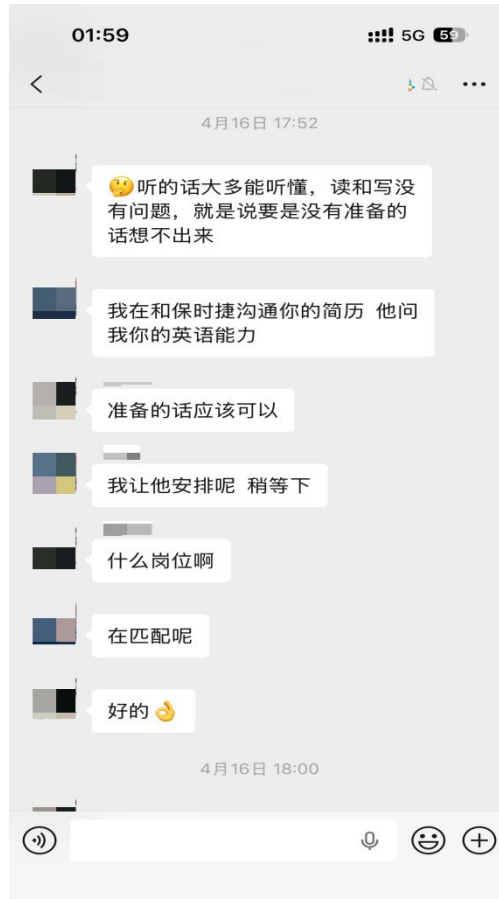 01:59
5G 59
4月16日 17:52
🤔听的话大多能听懂，读和写没
有问题，就是说要是没有准备的
话想不出来
我在和保时捷沟通你的简历 他问
我你的英语能力
准备的话应该可以
我让他安排呢 稍等下
什么岗位啊
在匹配呢
好的👌
4月16日 18:00